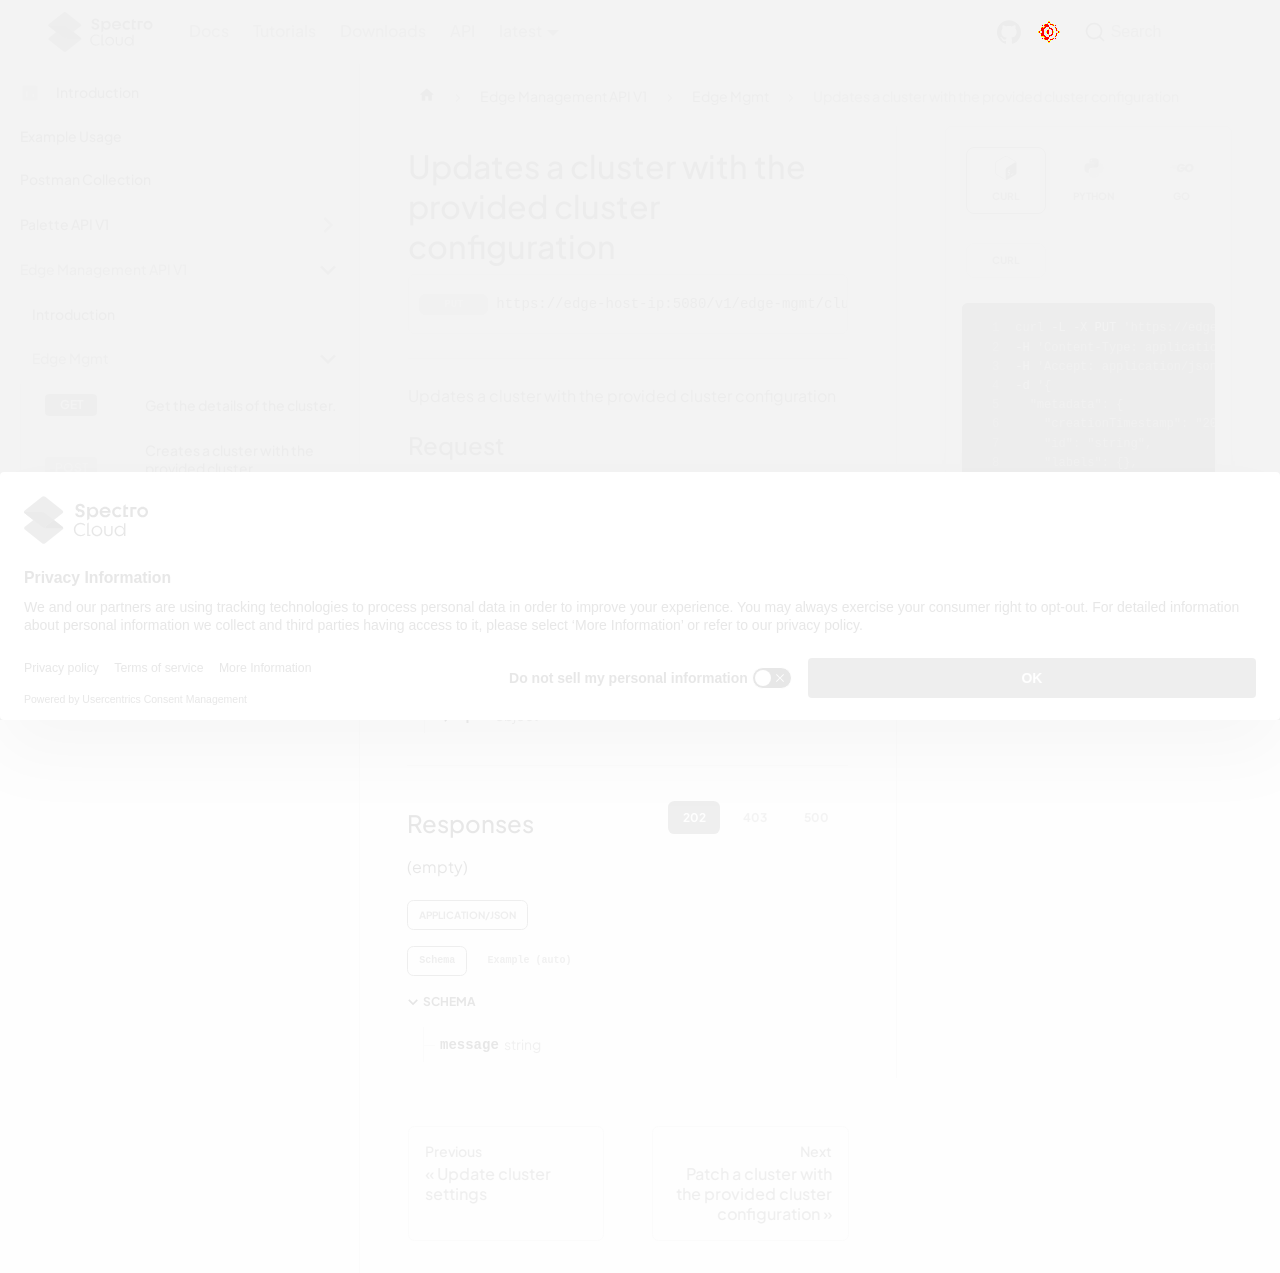 Spectro Cloud
Docs Tutorials Downloads API latest
Search
Introduction
Example Usage
Postman Collection
Palette API V1
Edge Management API V1
Introduction
Edge Mgmt
GET Get the details of the cluster.
Creates a cluster with the
provided cluster
Edge Management API V1 Edge Mgmt Updates a cluster with the provided cluster configuration
Updates a cluster with the
provided cluster
configuration
https://edge-host-ip:5080/v1/edge-mgmt/clu
Updates a cluster with the provided cluster configuration
Request
CURL PYTHON GO
CURL
Spectro
Cloud
Privacy Information
We and our partners are using tracking technologies to process personal data in order to improve your experience. You may always exercise your consumer right to opt-out. For detailed information
about personal information we collect and third parties having access to it, please select 'More Information' or refer to our privacy policy.
Privacy policy Terms of service More Information
Powered by Usercentrics Consent Management
Do not sell my personal information
OK
Responses
202 403 500
(empty)
APPLICATION/JSON
Schema Example (auto)
SCHEMA
message string
Previous
« Update cluster
settings
Next
Patch a cluster with
the provided cluster
configuration »